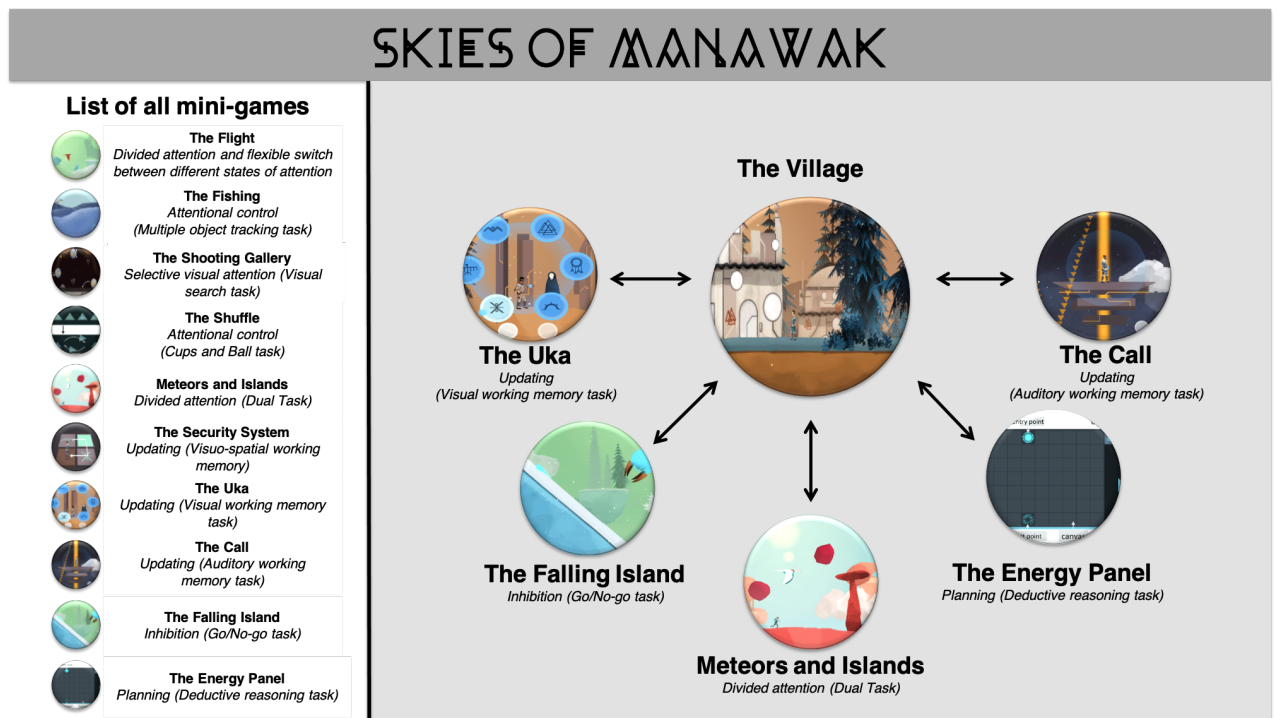 SKIES OF MANAWAK
List of all mini-games
The Flight
Divided attention and flexible switch
between different states of attention
The Fishing
Attentional control
(Multiple object tracking task)
The Shooting Gallery
Selective visual attention (Visual
search task)
The Shuffle
Attentional control
(Cups and Ball task)
Meteors and Islands
Divided attention (Dual Task)
The Security System
Updating (Visuo-spatial working
memory)
The Uka
Updating (Visual working memory
task)
The Call
Updating (Auditory working
memory task)
The Falling Island
Inhibition (Go/No-go task)
The Energy Panel
Planning (Deductive reasoning task)
The Village
The Uka
Updating
(Visual working memory task)
The Call
Updating
(Auditory working memory task)
The Falling Island
Inhibition (Go/No-go task)
point
point
canva
The Energy Panel
Planning (Deductive reasoning task)
Meteors and Islands
Divided attention (Dual Task)